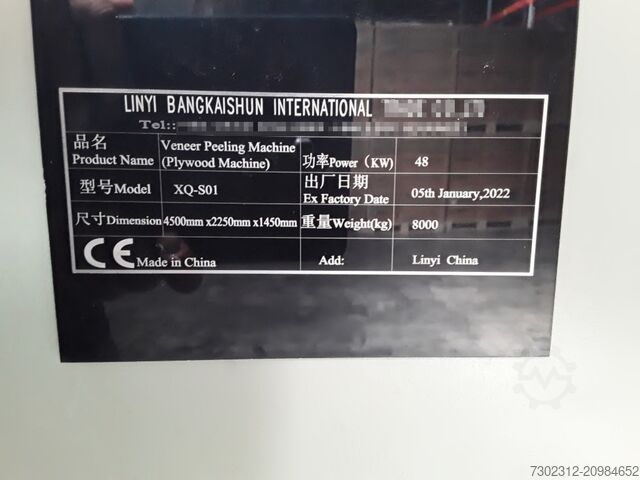 LINYI BANGKAISHUN INTERNATIONAL
Tel::
品名 Product Name Veneer Peeling Machine (Plywood Machine) 功率Power (KW) 48
型号Model XQ-S01 出厂日期 Ex Factory Date 05th January,2022
尺寸Dimension 4500mm x2250mm x1450mm 重量Weight(kg) 8000
CE Made in China Add: Linyi China
7302312-20984652